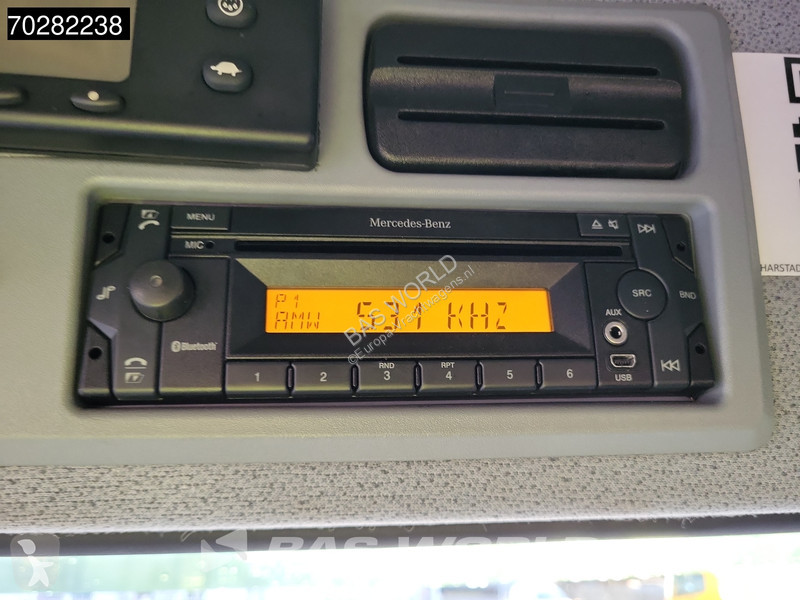 70282238
MENU
Mercedes-Benz
MIC
P1
AMW 531 KHZ
SRC
BND
AUX
USB
Bluetooth
RND
RPT
1 2 3 4 5 6
HARSTAD
BAS WORLD
©Europa-Vrachtwagens.nl
BAS WORLD